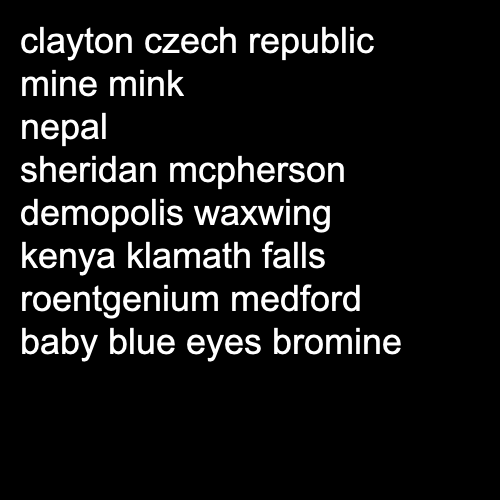 clayton czech republic
mine mink
nepal
sheridan mcpherson
demopolis waxwing
kenya klamath falls
roentgenium medford
baby blue eyes bromine